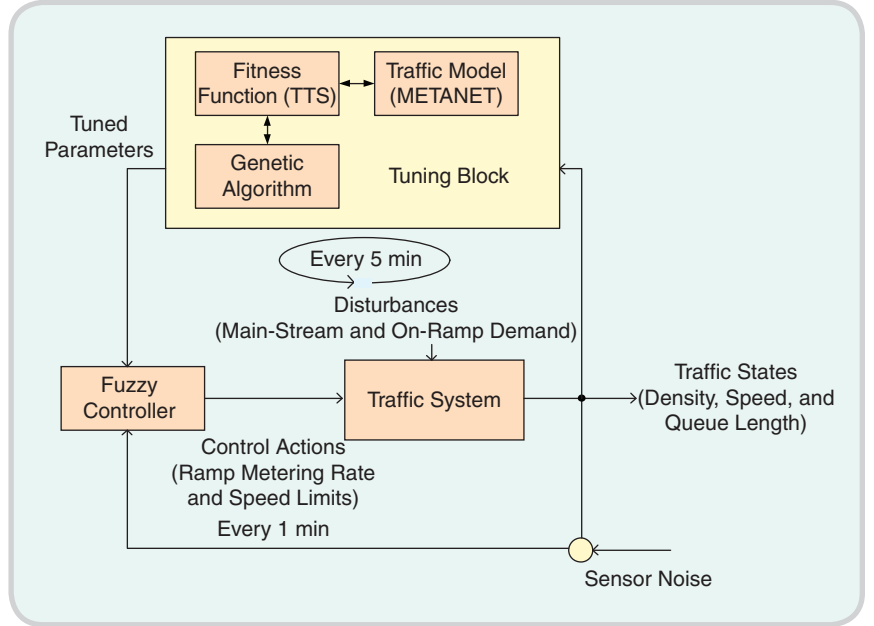 Fitness
Function (TTS)
Traffic Model
(METANET)
Tuned
Parameters
Genetic
Algorithm
Tuning Block
Every 5 min
Disturbances
(Main-Stream and On-Ramp Demand)
Fuzzy
Controller
Traffic System
Traffic States
(Density, Speed, and
Queue Length)
Control Actions
(Ramp Metering Rate
and Speed Limits)
Every 1 min
Sensor Noise